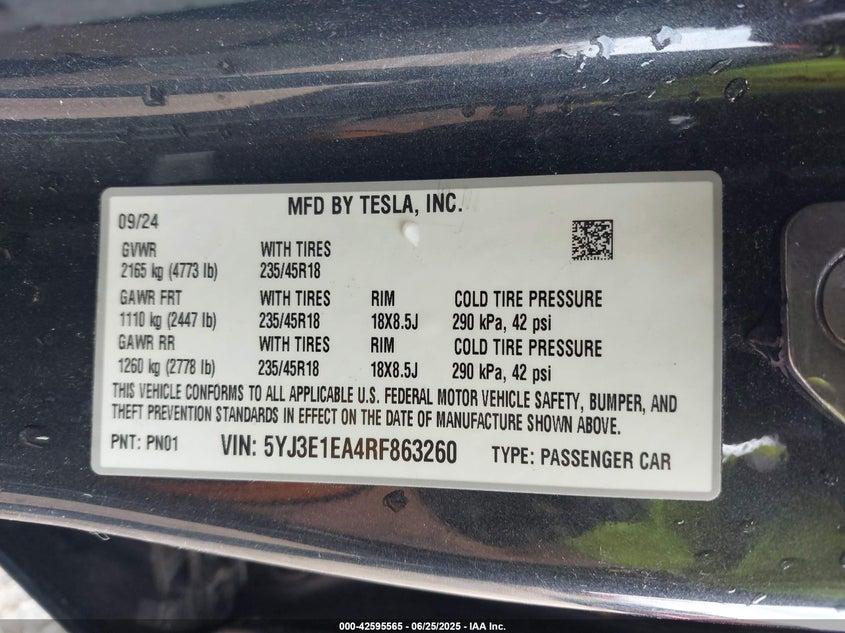 MFD BY TESLA, INC.
09/24
GVWR WITH TIRES
2165 kg (4773 lb) 235/45R18
GAWR FRT WITH TIRES RIM COLD TIRE PRESSURE
1110 kg (2447 lb) 235/45R18 18X8.5J 290 kPa, 42 psi
GAWR RR WITH TIRES RIM COLD TIRE PRESSURE
1260 kg (2778 lb) 235/45R18 18X8.5J 290 kPa, 42 psi
THIS VEHICLE CONFORMS TO ALL APPLICABLE U.S. FEDERAL MOTOR VEHICLE SAFETY, BUMPER, AND
THEFT PREVENTION STANDARDS IN EFFECT ON THE DATE OF MANUFACTURE SHOWN ABOVE.
PNT: PN01 VIN: 5YJ3E1EA4RF863260 TYPE: PASSENGER CAR
000-42595565 - 06/25/2025 - IAA Inc.